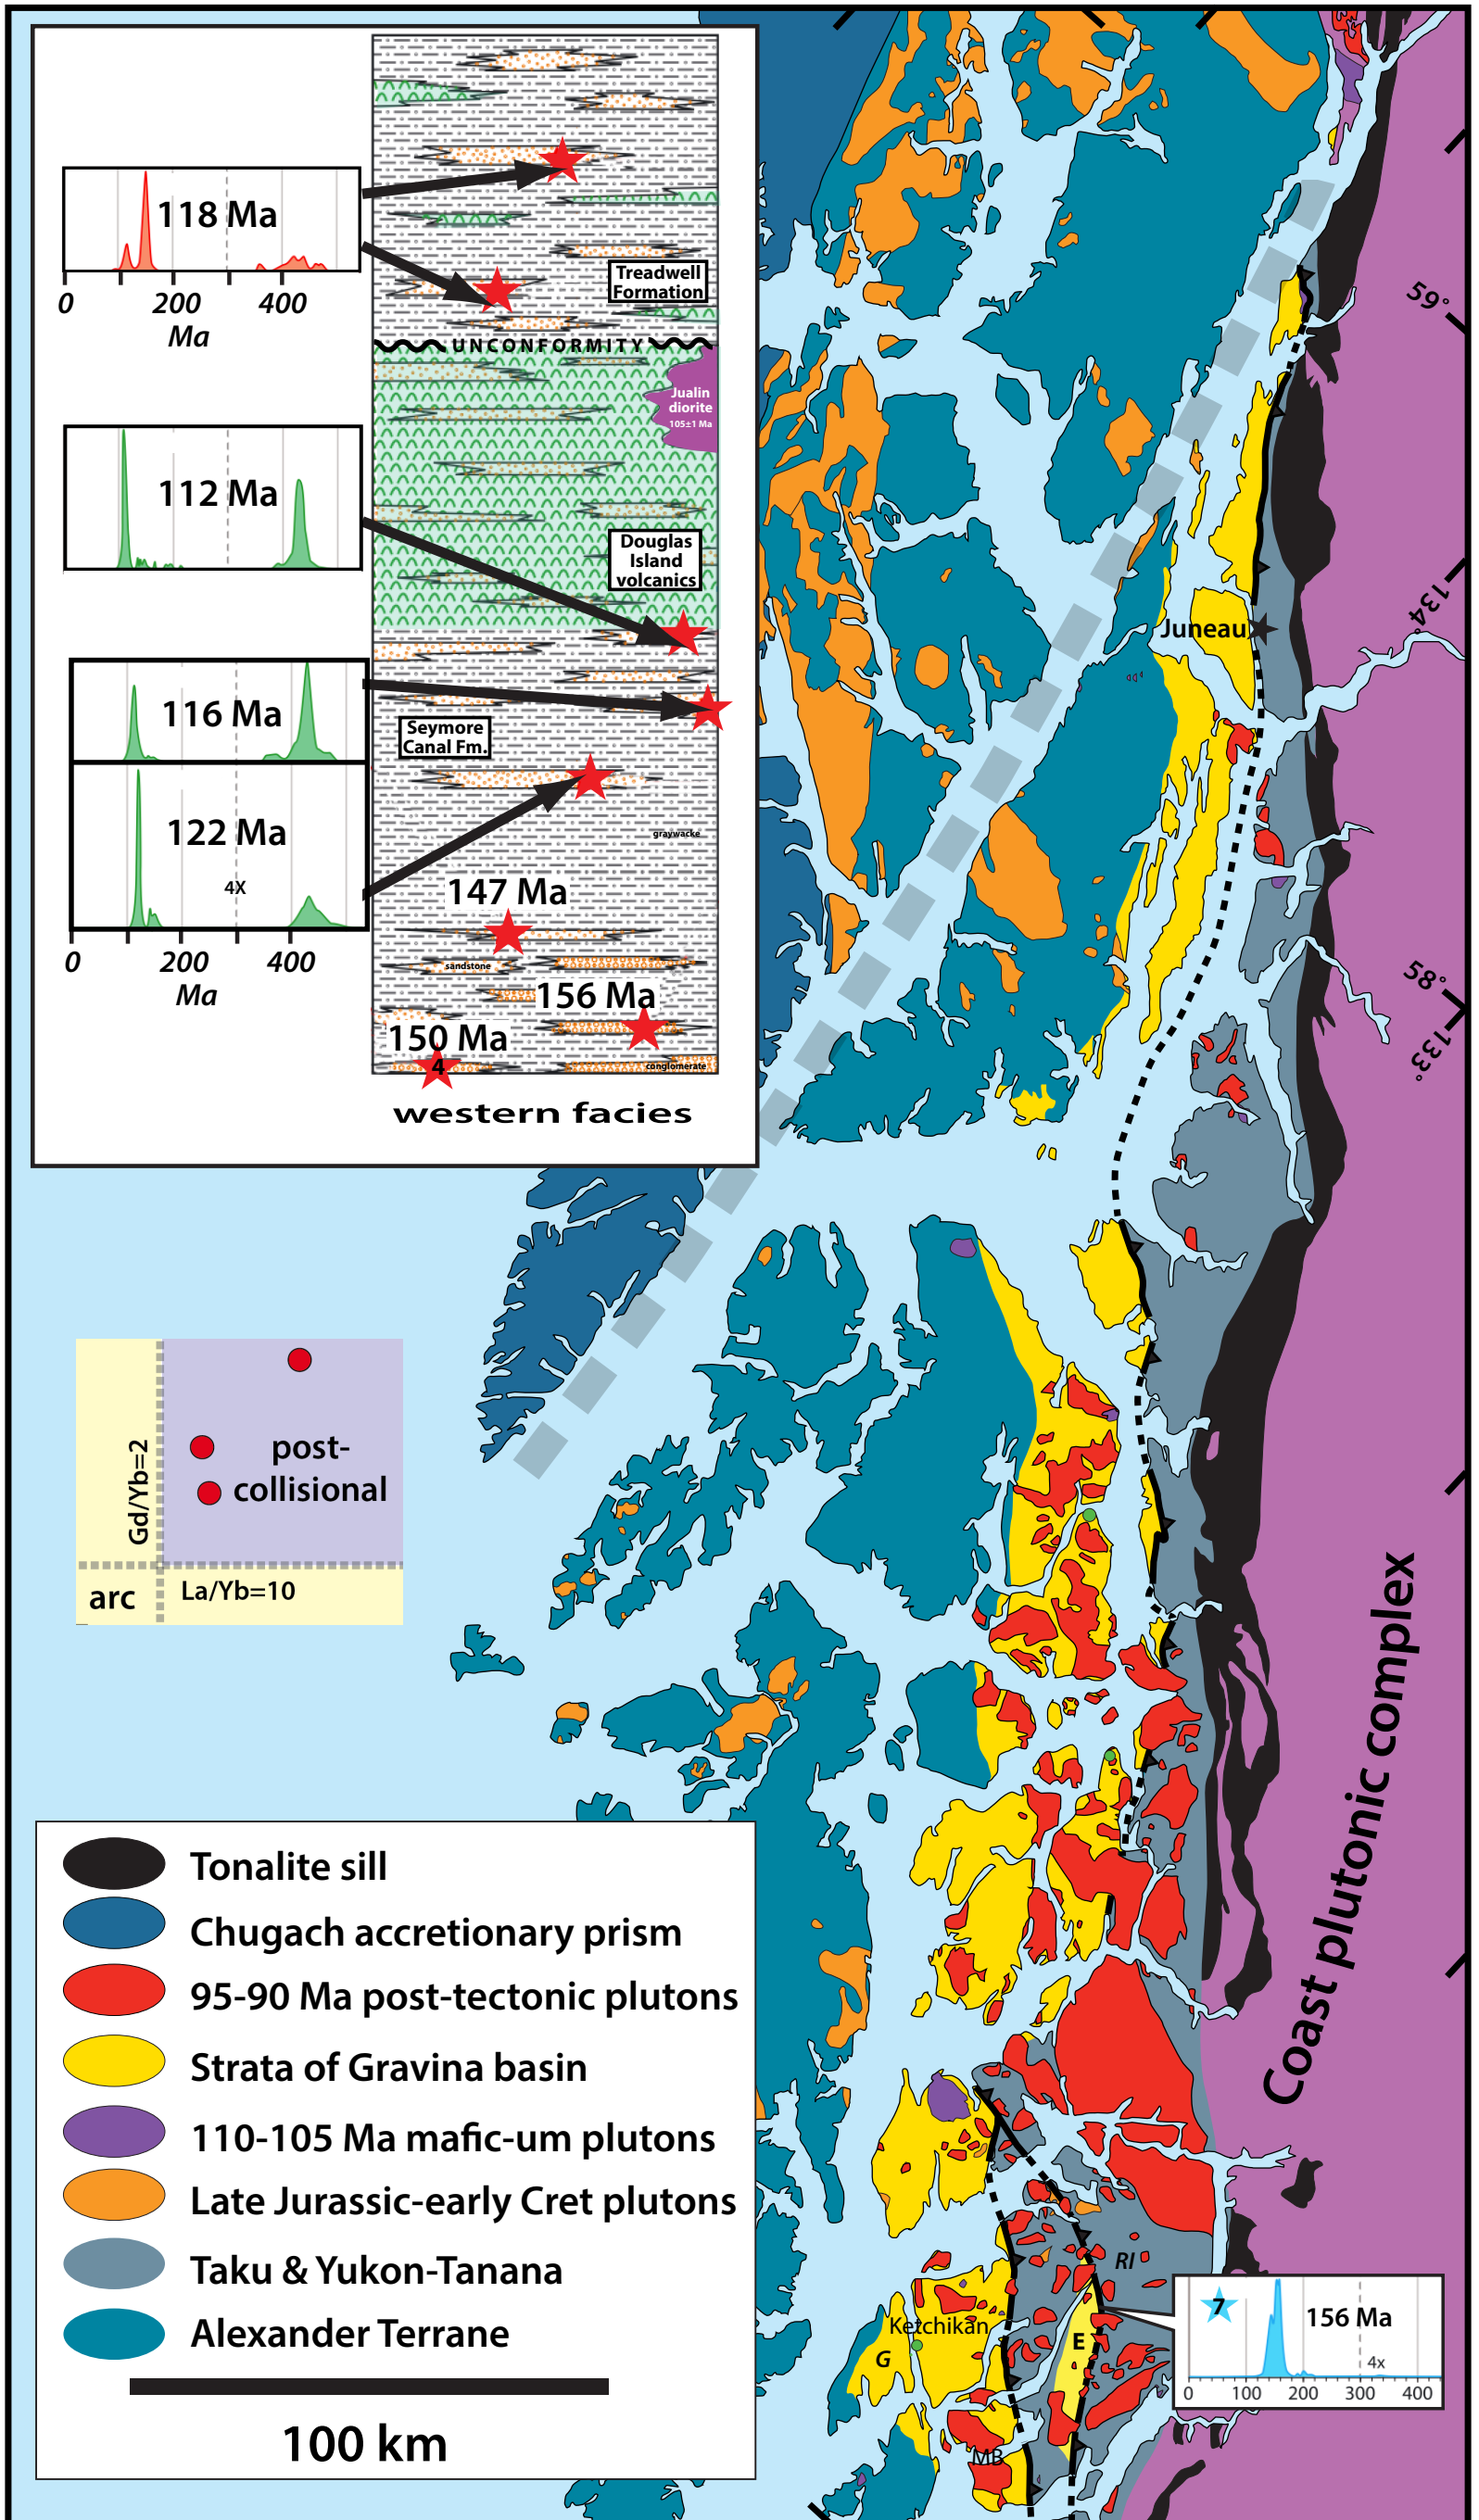 118 Ma
0 200 400
Ma
Treadwell
Formation
UNCONFORMITY
Jualin
diorite
105±1 Ma
112 Ma
Douglas
Island
volcanics
116 Ma
Seymore
Canal Fm.
122 Ma
4X
0 200 400
Ma
graywacke
147 Ma
sandstone
156 Ma
150 Ma
4
conglomerate
western facies
59°
134°
Juneau
58°
133°
Gd/Yb=2
post-
collisional
arc
La/Yb=10
Coast plutonic complex
Tonalite sill
Chugach accretionary prism
95-90 Ma post-tectonic plutons
Strata of Gravina basin
110-105 Ma mafic-um plutons
Late Jurassic-early Cret plutons
Taku & Yukon-Tanana
Alexander Terrane
100 km
RI
Ketchikan
G
E
MB
7
156 Ma
4x
0 100 200 300 400